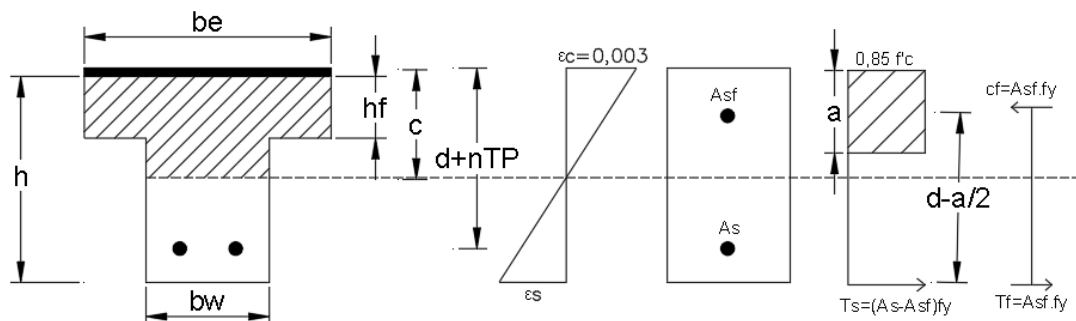 be
h
bw
hf
c
d+nTP
εc=0,003
εs
Asf
As
0,85 f'c
a
Ts=(As-Asf)fy
cf=Asf.fy
d-a/2
Tf=Asf.fy